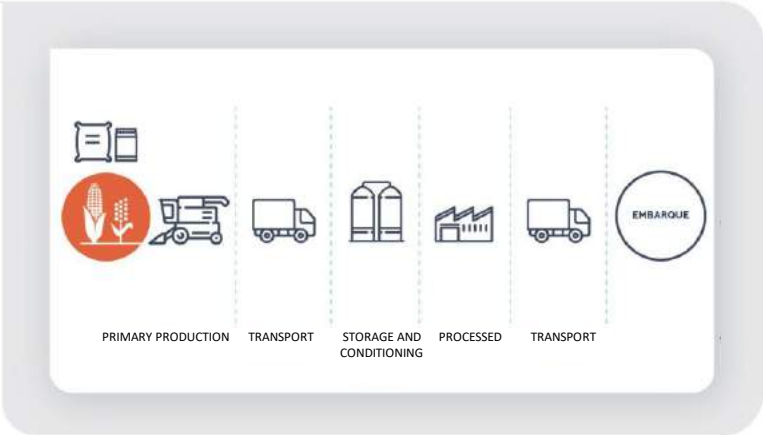 EMBARQUE
PRIMARY PRODUCTION
TRANSPORT
STORAGE AND
CONDITIONING
PROCESSED
TRANSPORT